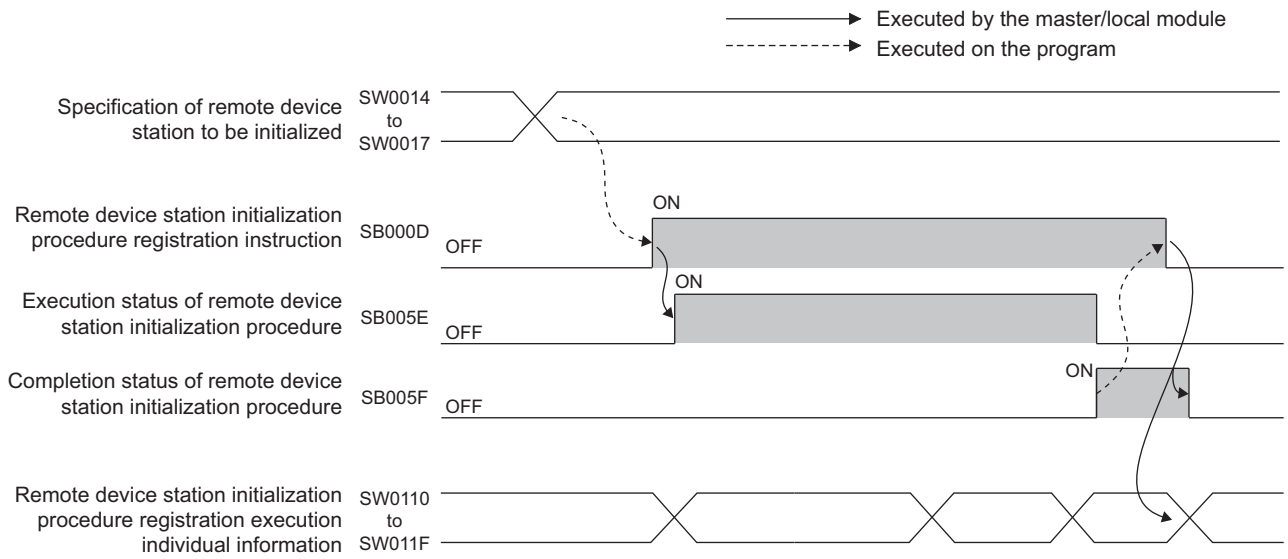 Executed by the master/local module
Executed on the program
Specification of remote device
station to be initialized
SW0014
to
SW0017
Remote device station initialization
procedure registration instruction
SB000D
OFF
ON
Execution status of remote device
station initialization procedure
SB005E
OFF
ON
Completion status of remote device
station initialization procedure
SB005F
OFF
ON
Remote device station initialization
procedure registration execution
individual information
SW0110
to
SW011F